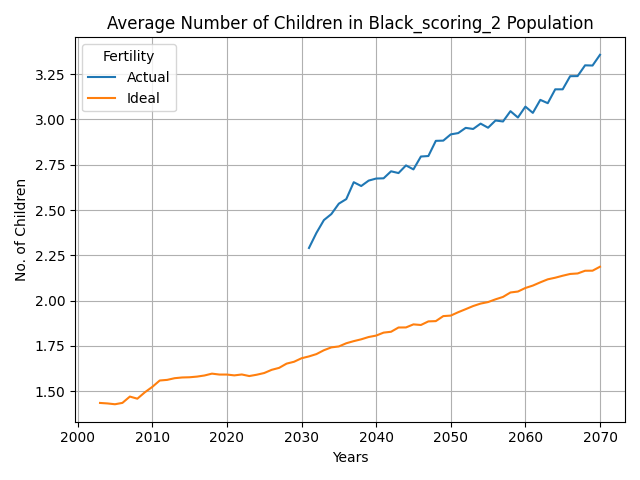 Average Number of Children in Black_scoring_2 Population
Fertility
Actual
Ideal
No. of Children
3.25
3.00
2.75
2.50
2.25
2.00
1.75
1.50
2000 2010 2020 2030 2040 2050 2060 2070
Years